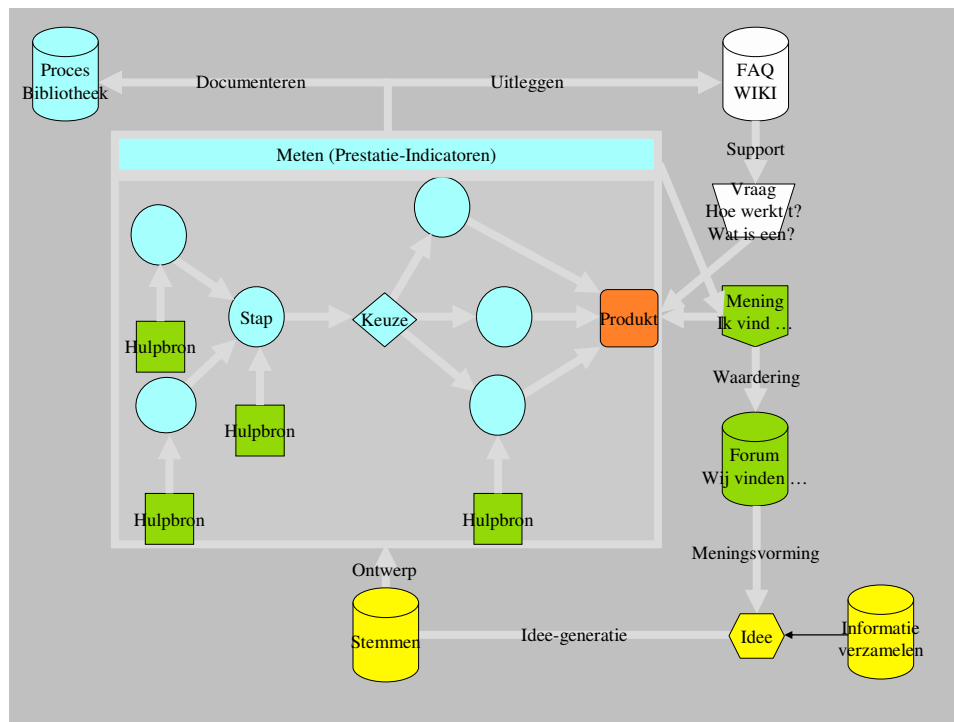 Proces
Bibliotheek
Documenteren
Uitleggen
FAQ
WIKI
Support
Meten (Prestatie-Indicatoren)
Vraag
Hoe werkt t?
Wat is een?
Stap
Keuze
Produkt
Mening
Ik vind …
Hulpbron
Waardering
Hulpbron
Forum
Wij vinden …
Hulpbron
Hulpbron
Meningsvorming
Ontwerp
Stemmen
Idee-generatie
Idee
Informatie
verzamelen